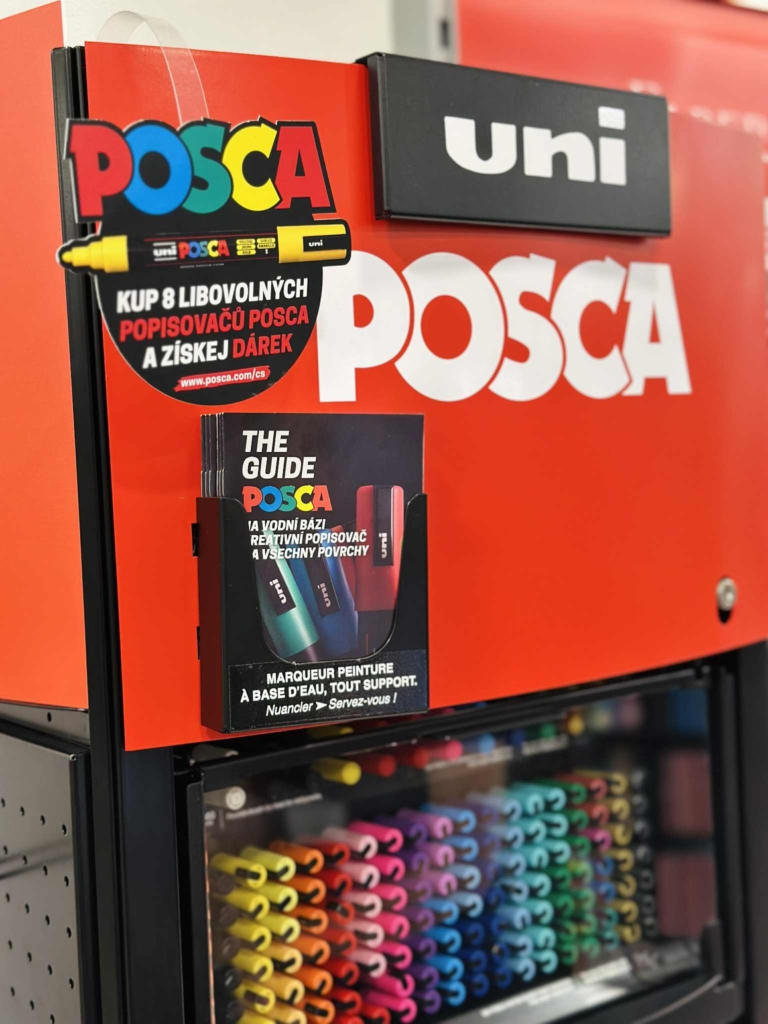 uni
POSCA
uni POSCA
uni
KUP 8 LIBOVOLNÝCH
POPISOVAČŮ POSCA
A ZÍSKEJ DÁREK
www.posca.com/cs
POSCA
THE
GUIDE
POSCA
A VODNÍ BÁZI
REATIVNÍ POPISOVAČ
A VŠECHNY POVRCHY
uni
uni
uni
MARQUEUR PEINTURE
À BASE D'EAU, TOUT SUPPORT.
Nuancier ➤ Servez-vous !